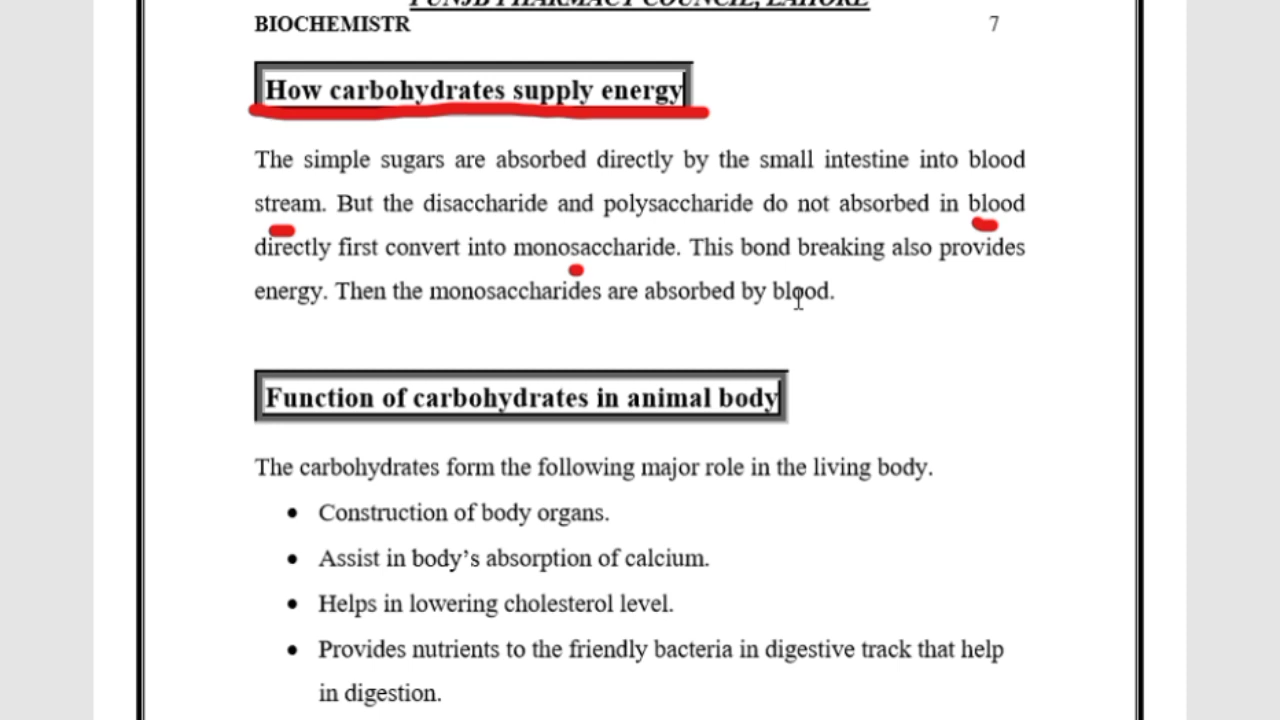 PUNJB PHARMACY COUNCIL, LAHORE
BIOCHEMISTR 7
How carbohydrates supply energy
The simple sugars are absorbed directly by the small intestine into blood
stream. But the disaccharide and polysaccharide do not absorbed in blood
directly first convert into monosaccharide. This bond breaking also provides
energy. Then the monosaccharides are absorbed by blood.
Function of carbohydrates in animal body
The carbohydrates form the following major role in the living body.
• Construction of body organs.
• Assist in body’s absorption of calcium.
• Helps in lowering cholesterol level.
• Provides nutrients to the friendly bacteria in digestive track that help
in digestion.